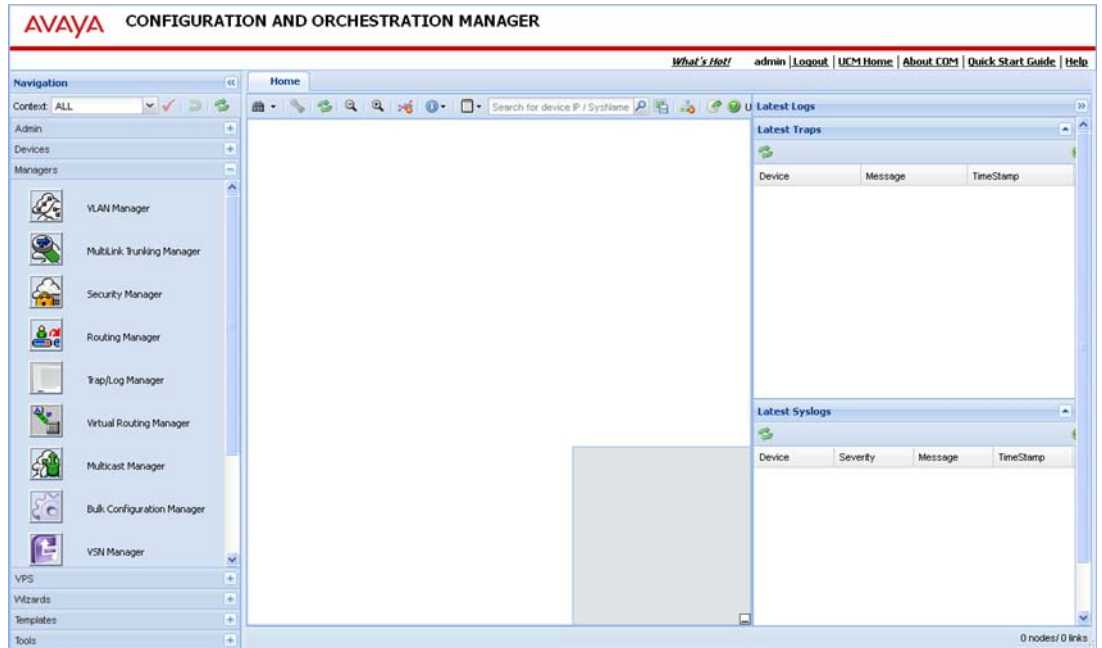 AVAYA CONFIGURATION AND ORCHESTRATION MANAGER
What's Hot! admin | Logout | UCM Home | About COM | Quick Start Guide | Help
Navigation
Home
Context: ALL
Search for device IP / SysName
U
Latest Logs
Admin
Devices
Managers
VLAN Manager
MultiLink Trunking Manager
Security Manager
Routing Manager
Trap/Log Manager
Virtual Routing Manager
Multicast Manager
Bulk Configuration Manager
VSN Manager
VPS
Wizards
Templates
Tools
Latest Traps
Device Message TimeStamp
Latest Syslogs
Device Severity Message TimeStamp
0 nodes/ 0 links